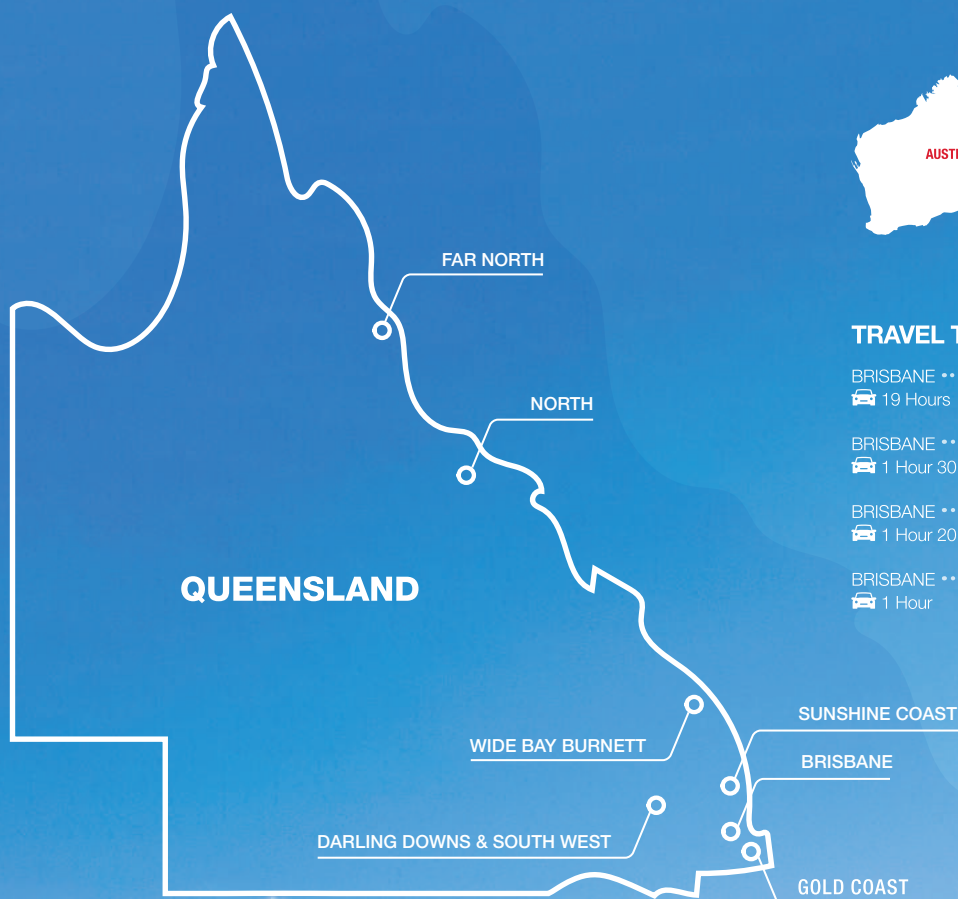 AUST
FAR NORTH
TRAVEL T
BRISBANE ••
19 Hours
NORTH
BRISBANE ••
1 Hour 30
BRISBANE ••
1 Hour 20
QUEENSLAND
BRISBANE ••
1 Hour
SUNSHINE COAST
WIDE BAY BURNETT
BRISBANE
DARLING DOWNS & SOUTH WEST
GOLD COAST